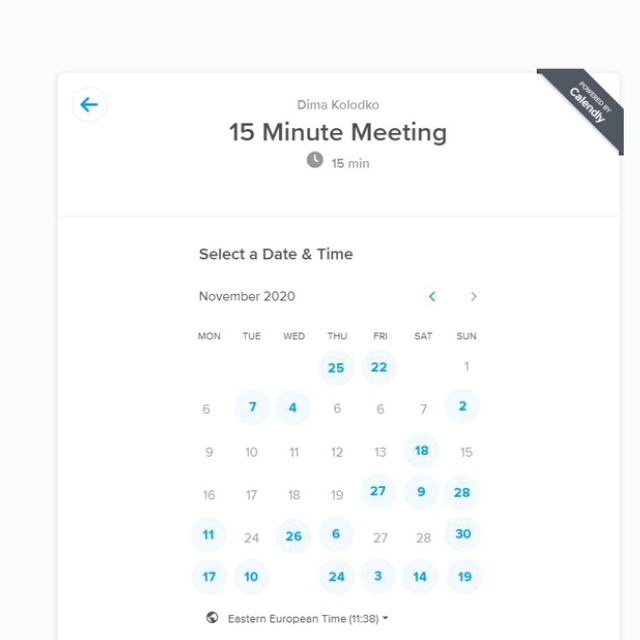 POWERED BY
Calendly
Dima Kolodko
15 Minute Meeting
15 min
Select a Date & Time
November 2020
MON TUE WED THU FRI SAT SUN
25 22 1
6 7 4 6 6 7 2
9 10 11 12 13 18 15
16 17 18 19 27 9 28
11 24 26 6 27 28 30
17 10 24 3 14 19
Eastern European Time (11:38)